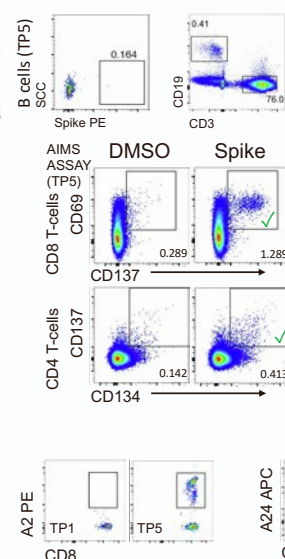 B cells (TP5)
SCC
0.164
Spike PE
CD19
0.41
76.0
CD3
AIMS
ASSAY
(TP5)
DMSO
Spike
CD8 T-cells
CD69
0.289
1.289
CD137
CD4 T-cells
CD137
0.142
0.413
CD134
A2 PE
TP1
TP5
A24 APC
CD8